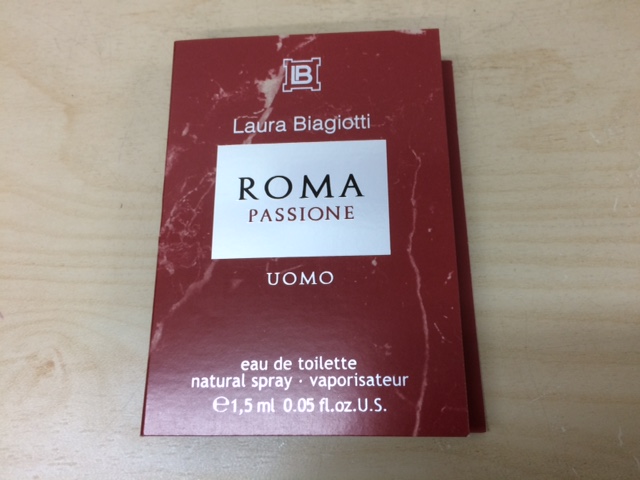 LB
Laura Biagiotti
ROMA
PASSIONE
UOMO
eau de toilette
natural spray · vaporisateur
℮1,5 ml 0.05 fl.oz.U.S.